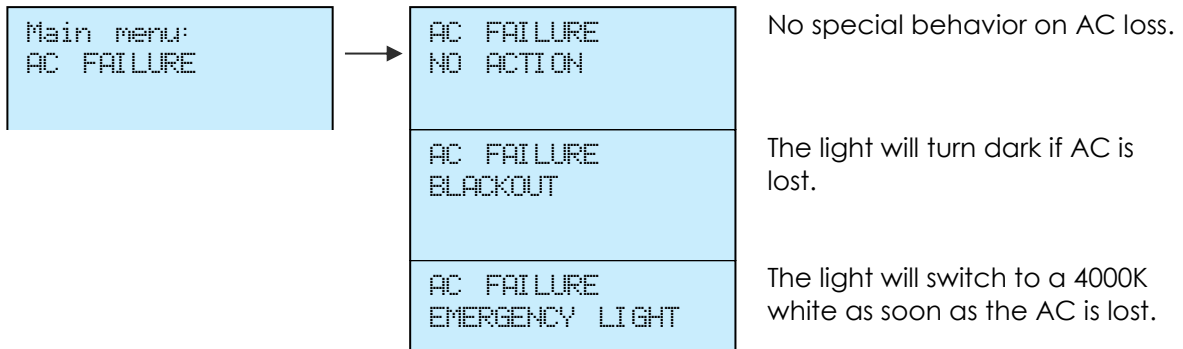 Main menu:
AC FAILURE
AC FAILURE
NO ACTION
No special behavior on AC loss.
AC FAILURE
BLACKOUT
The light will turn dark if AC is
lost.
AC FAILURE
EMERGENCY LIGHT
The light will switch to a 4000K
white as soon as the AC is lost.